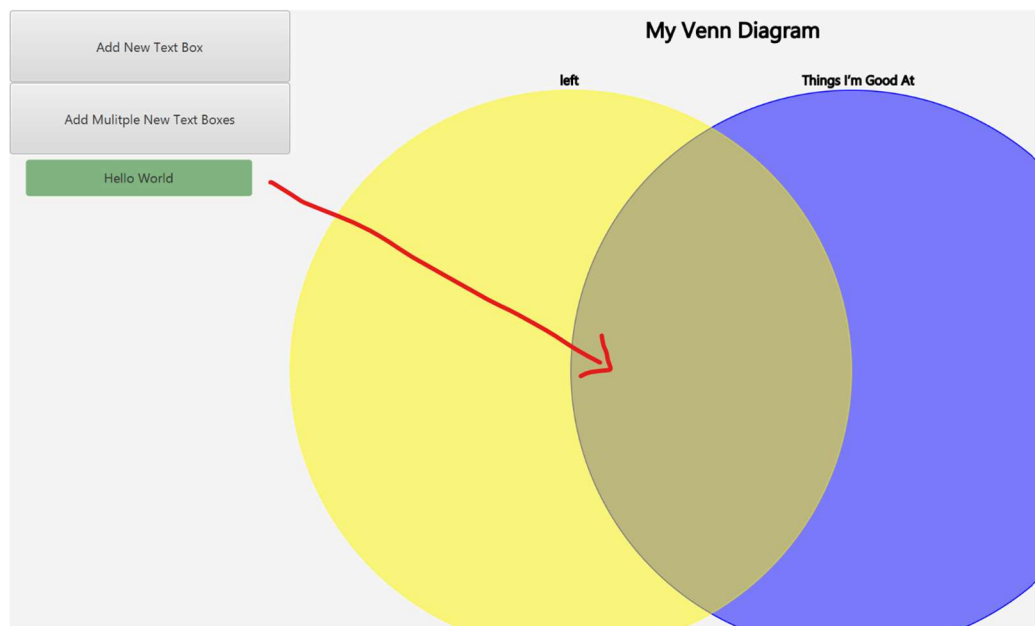 My Venn Diagram
Add New Text Box
left
Things I'm Good At
Add Mulitple New Text Boxes
Hello World